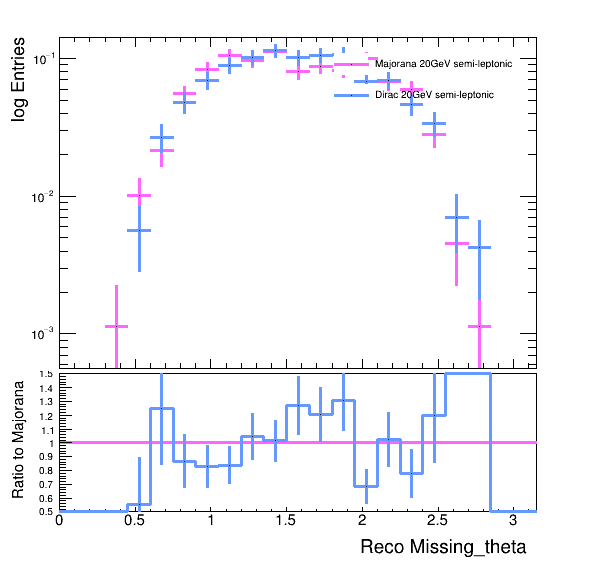 log Entries
10⁻¹
10⁻²
10⁻³
Majorana 20GeV semi-leptonic
Dirac 20GeV semi-leptonic
Ratio to Majorana
1.5
1.4
1.3
1.2
1.1
1
0.9
0.8
0.7
0.6
0.5
0 0.5 1 1.5 2 2.5 3
Reco Missing_theta